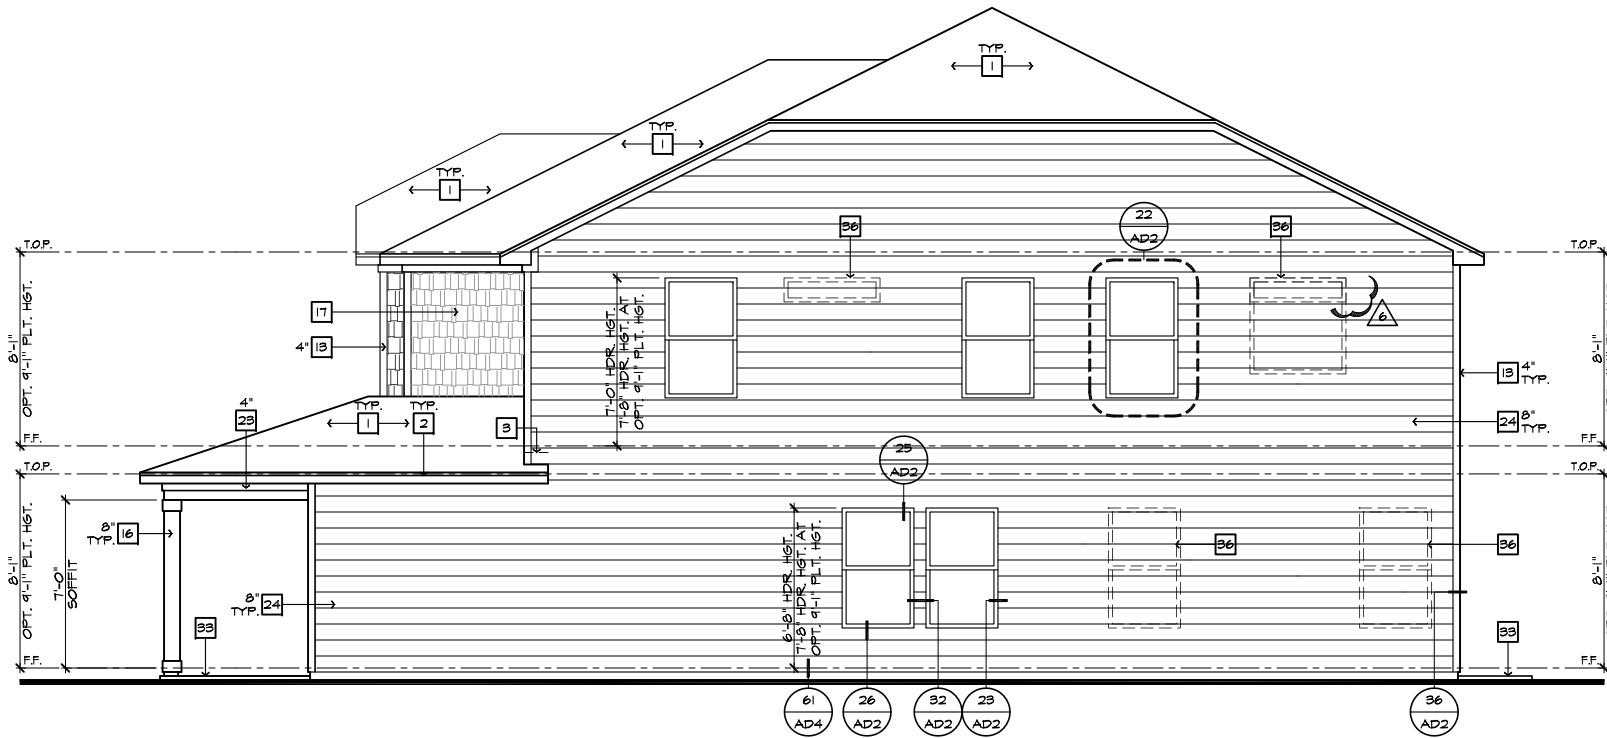 TYP.
1
TYP.
1
TYP.
1
36
22
AD2
36
T.O.P.
T.O.P.
8'-1"
OPT. 9'-1" PLT. HGT.
17
4" 13
7'-0" HDR. HGT.
7'-8" HDR. HGT. AT
OPT. 9'-1" PLT. HGT.
6
8'-1"
13 4"
TYP.
4"
23
TYP.
1
TYP.
2
3
24 8"
TYP.
F.F.
F.F.
25
AD2
T.O.P.
T.O.P.
8'-1"
OPT. 9'-1" PLT. HGT.
7'-0"
SOFFIT
8"
TYP. 16
6'-8" HDR. HGT.
7'-8" HDR. HGT. AT
OPT. 9'-1" PLT. HGT.
36
36
8'-1"
8"
TYP. 24
33
33
F.F.
F.F.
61
AD4
26
AD2
32
AD2
23
AD2
36
AD2